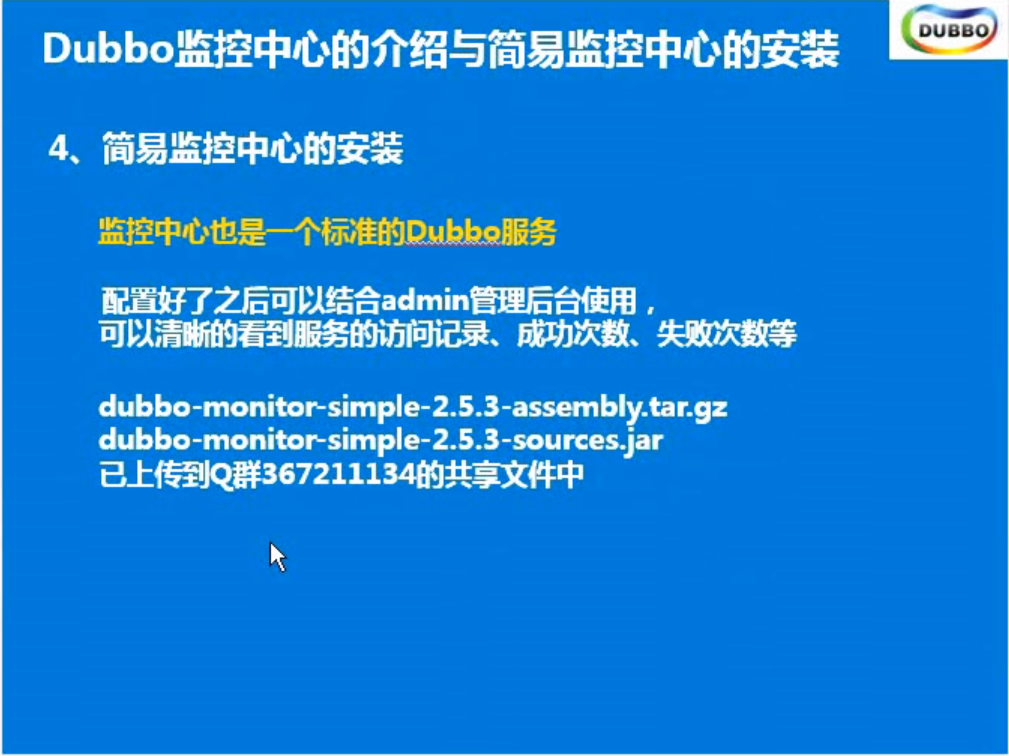 Dubbo监控中心的介绍与简易监控中心的安装
DUBBO
4、简易监控中心的安装
监控中心也是一个标准的Dubbo服务
配置好了之后可以结合admin管理后台使用，
可以清晰的看到服务的访问记录、成功次数、失败次数等
dubbo-monitor-simple-2.5.3-assembly.tar.gz
dubbo-monitor-simple-2.5.3-sources.jar
已上传到Q群367211134的共享文件中